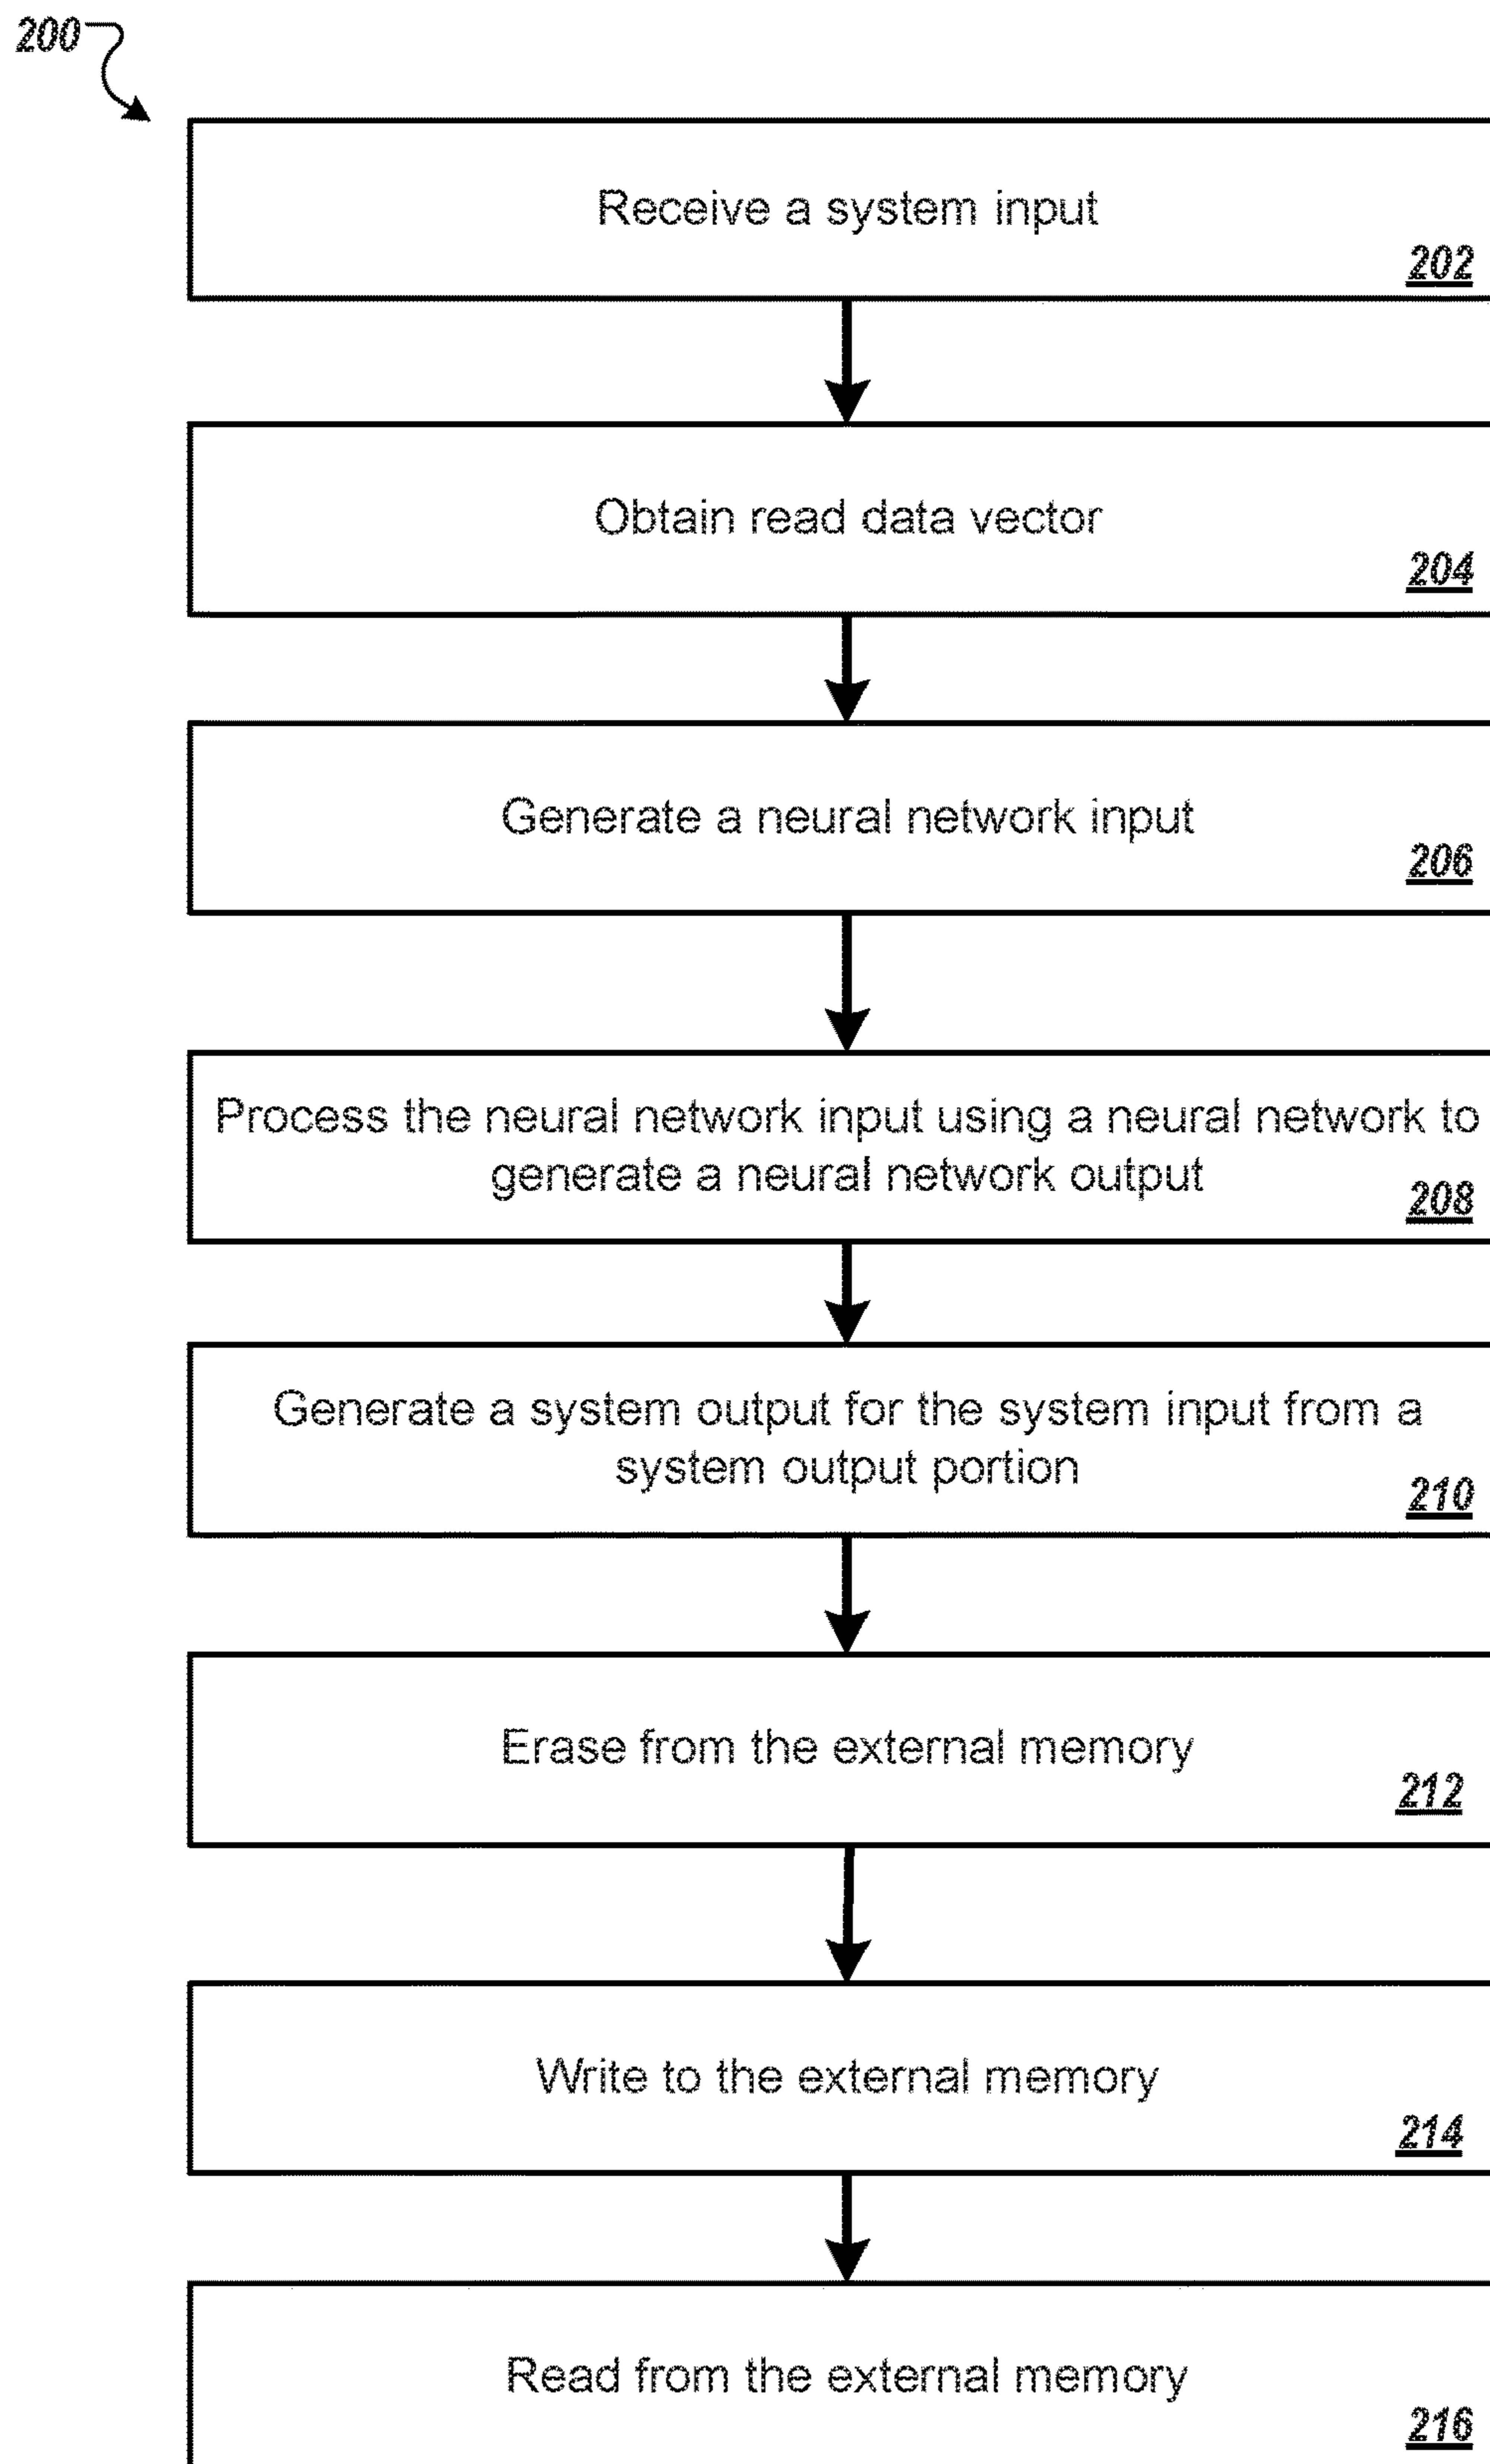 200
Receive a system input
202
Obtain read data vector
204
Generate a neural network input
206
Process the neural network input using a neural network to
generate a neural network output
208
Generate a system output for the system input from a
system output portion
210
Erase from the external memory
212
Write to the external memory
214
Read from the external memory
216